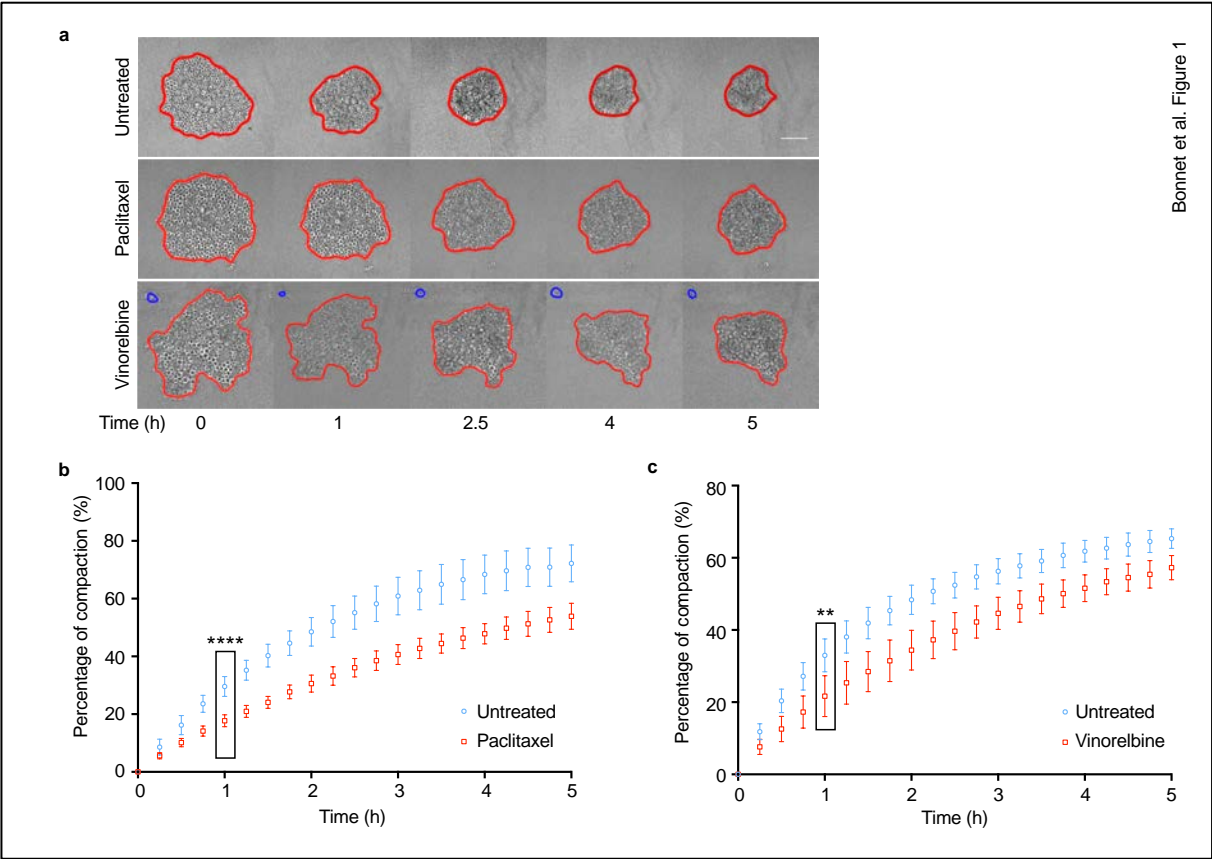 Bonnet et al. Figure 1
a
Untreated
Paclitaxel
Vinorelbine
Time (h) 0 1 2.5 4 5
b
Percentage of compaction (%)
100
80
60
40
20
0
****
Untreated
Paclitaxel
0 1 2 3 4 5
Time (h)
c
Percentage of compaction (%)
80
60
40
20
0
**
Untreated
Vinorelbine
0 1 2 3 4 5
Time (h)